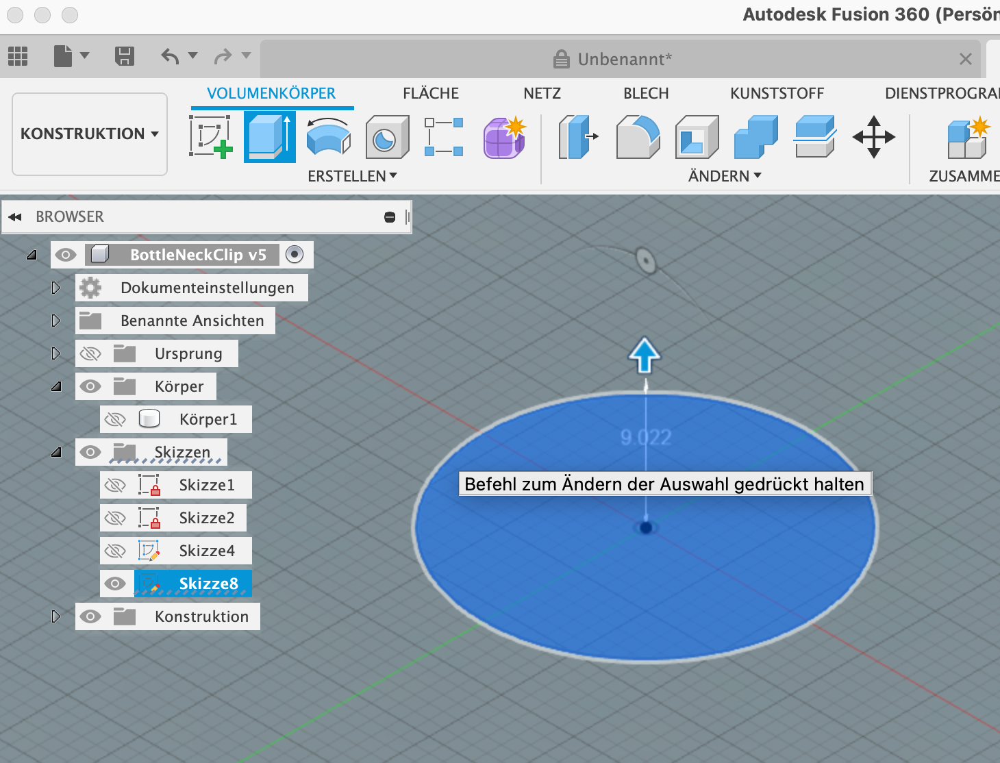 Autodesk Fusion 360 (Persön
Unbenannt*
VOLUMENKÖRPER FLÄCHE NETZ BLECH KUNSTSTOFF DIENSTPROGRA
KONSTRUKTION
ERSTELLEN ÄNDERN ZUSAMME
BROWSER
BottleNeckClip v5
Dokumenteinstellungen
Benannte Ansichten
Ursprung
Körper
Körper1
Skizzen
Skizze1
Skizze2
Skizze4
Skizze8
Konstruktion
9.022
Befehl zum Ändern der Auswahl gedrückt halten